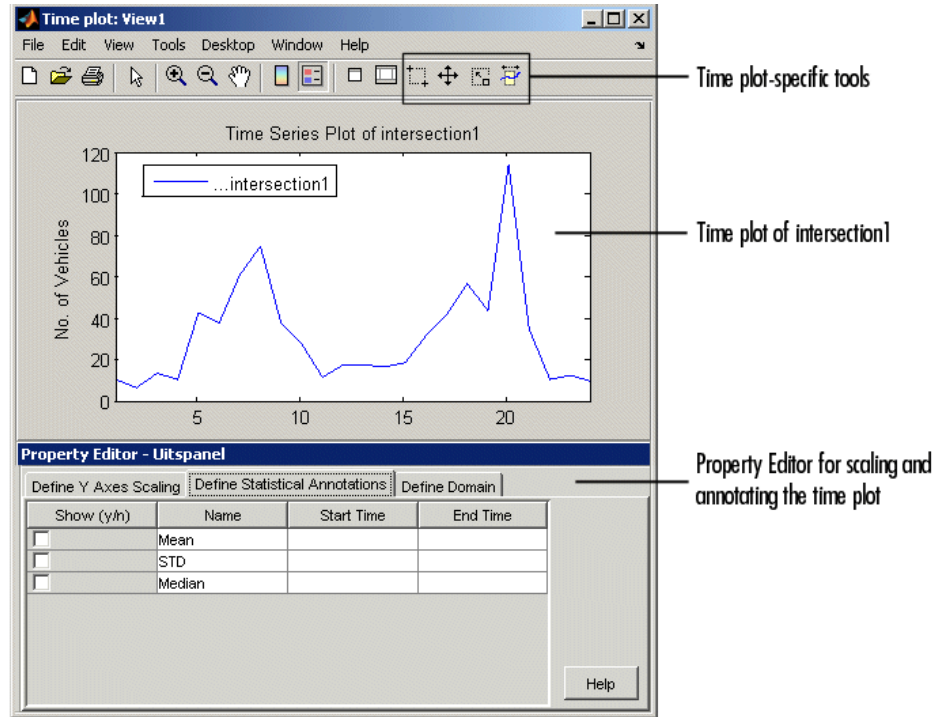 Time plot: View1
File Edit View Tools Desktop Window Help
Time plot-specific tools
Time Series Plot of intersection1
120
100
80
60
40
20
0
No. of Vehicles
...intersection1
5 10 15 20
Time plot of intersection1
Property Editor - Uitspanel
Define Y Axes Scaling Define Statistical Annotations Define Domain
Property Editor for scaling and
annotating the time plot
Show (y/n) Name Start Time End Time
Mean
STD
Median
Help